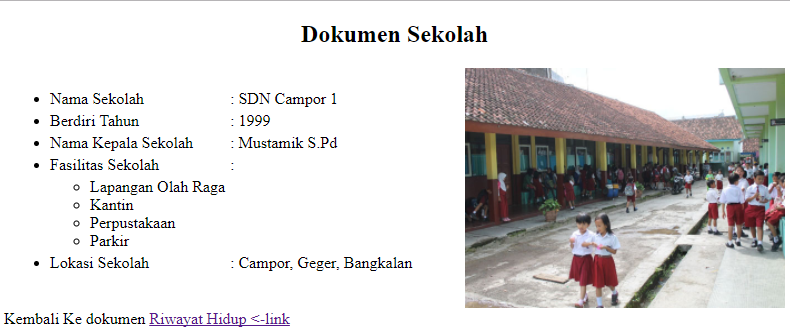 Dokumen Sekolah
Nama Sekolah : SDN Campor 1
Berdiri Tahun : 1999
Nama Kepala Sekolah : Mustamik S.Pd
Fasilitas Sekolah :
Lapangan Olah Raga
Kantin
Perpustakaan
Parkir
Lokasi Sekolah : Campor, Geger, Bangkalan
Kembali Ke dokumen Riwayat Hidup <-link